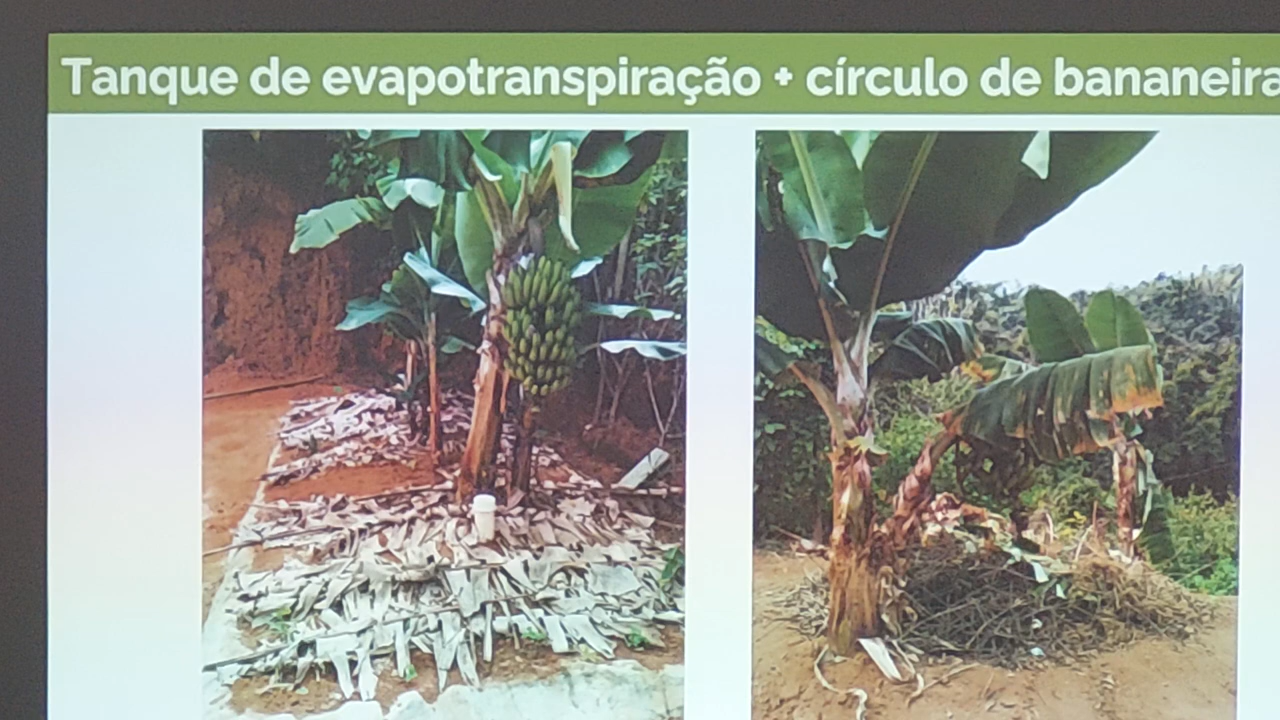 Tanque de evapotranspiração + círculo de bananeira